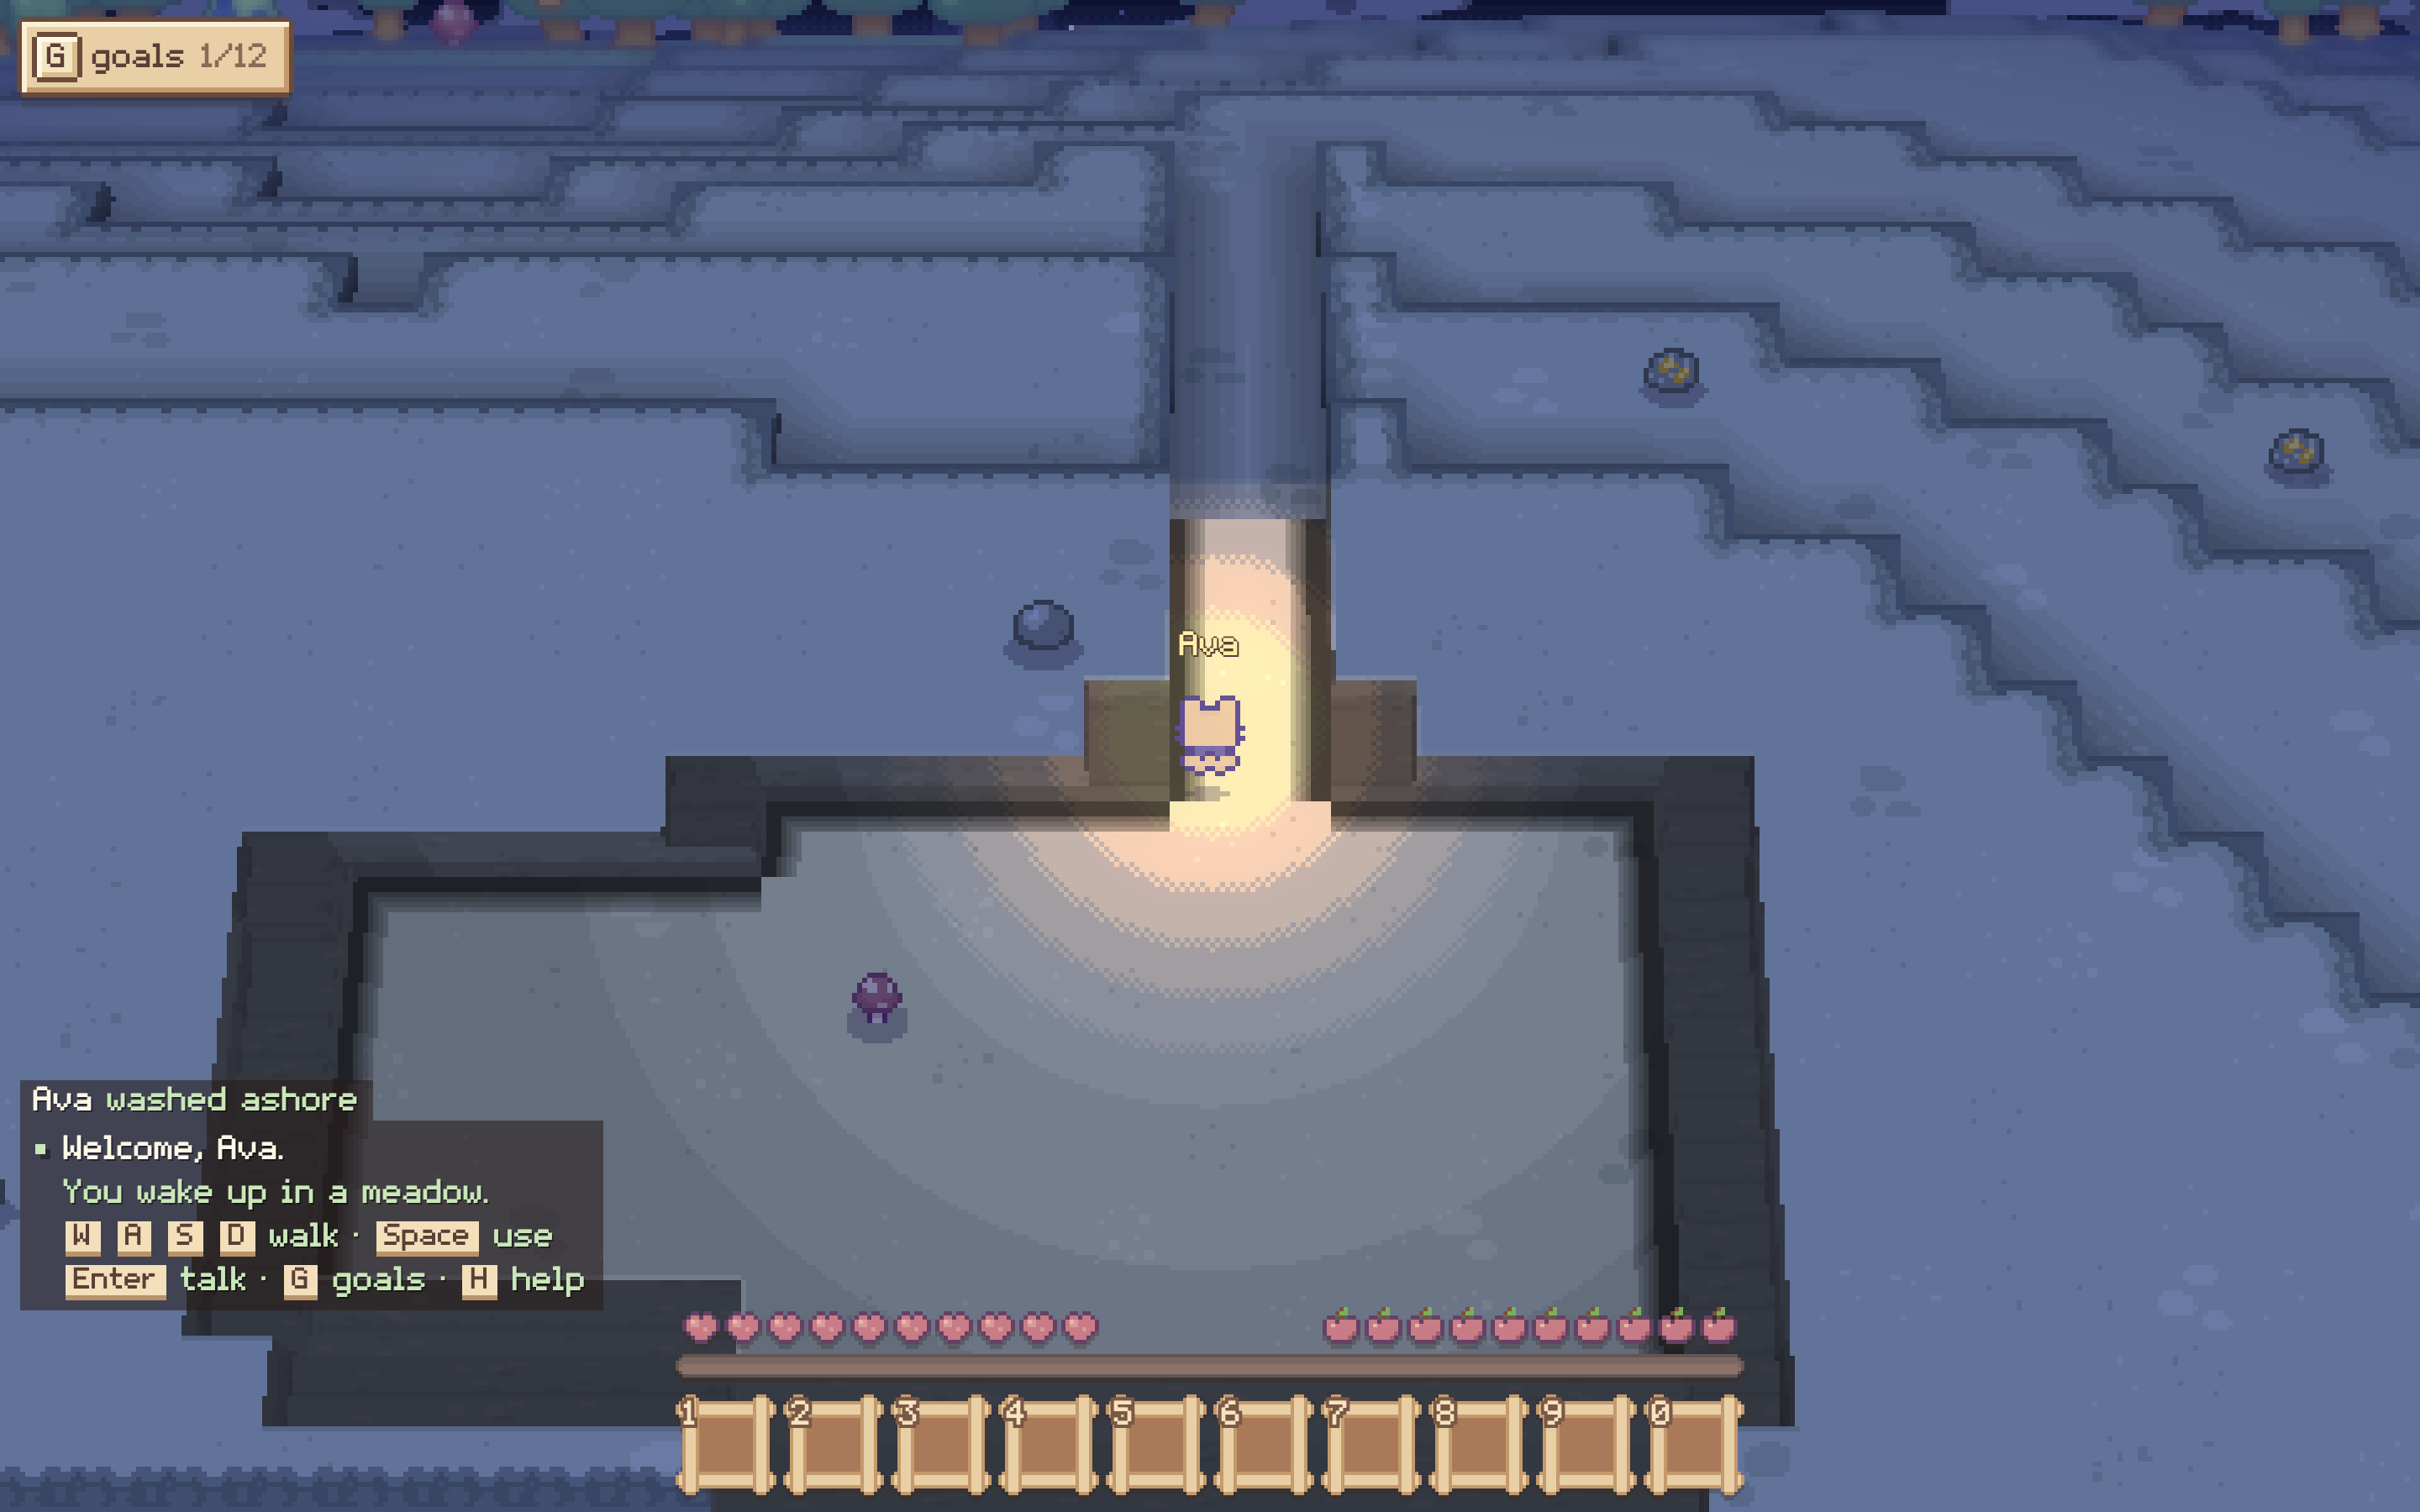 G goals 1/12
Ava
Ava washed ashore
Welcome, Ava.
You wake up in a meadow.
W A S D walk · Space use
Enter talk · G goals · H help
1 2 3 4 5 6 7 8 9 0